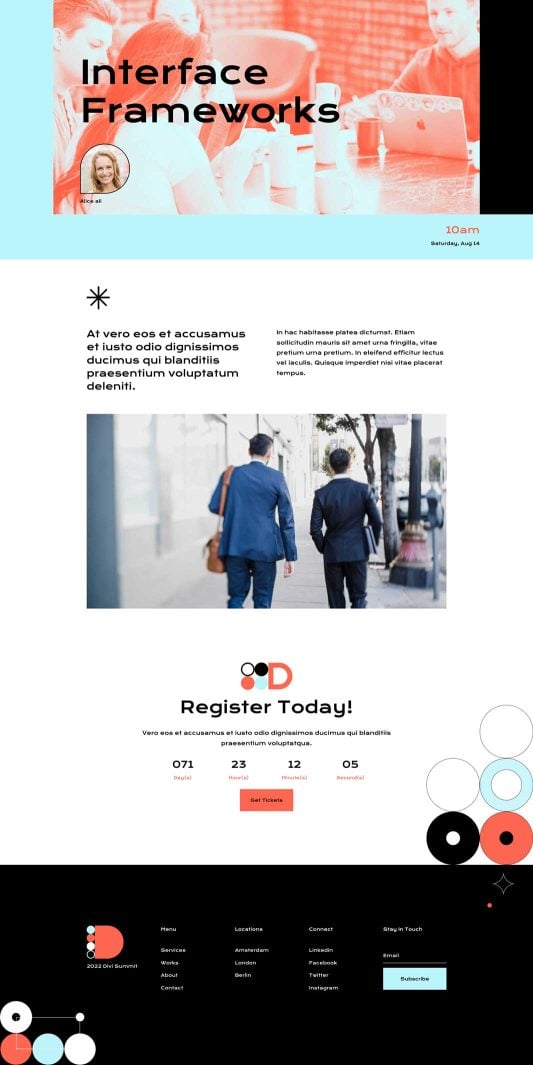 Interface
Frameworks
Alice ali
10am
Saturday, Aug 14
At vero eos et accusamus
et iusto odio dignissimos
ducimus qui blanditiis
praesentium voluptatum
deleniti.
In hac habitasse platea dictumst. Etiam
sollicitudin mauris sit amet urna fringilla, vitae
pretium urna pretium. In eleifend efficitur lectus
vel iaculis. Quisque imperdiet nisi vitae placerat
tempus.
D
Register Today!
Vero eos et accusamus et iusto odio dignissimos ducimus qui blanditiis
praesentium voluptatqua.
071 23 12 05
Day(s) Hour(s) Minute(s) Second(s)
Get Tickets
D
2022 Divi Summit
Menu
Services
Works
About
Contact
Locations
Amsterdam
London
Berlin
Connect
Linkedin
Facebook
Twitter
Instagram
Stay in Touch
Email
Subscribe